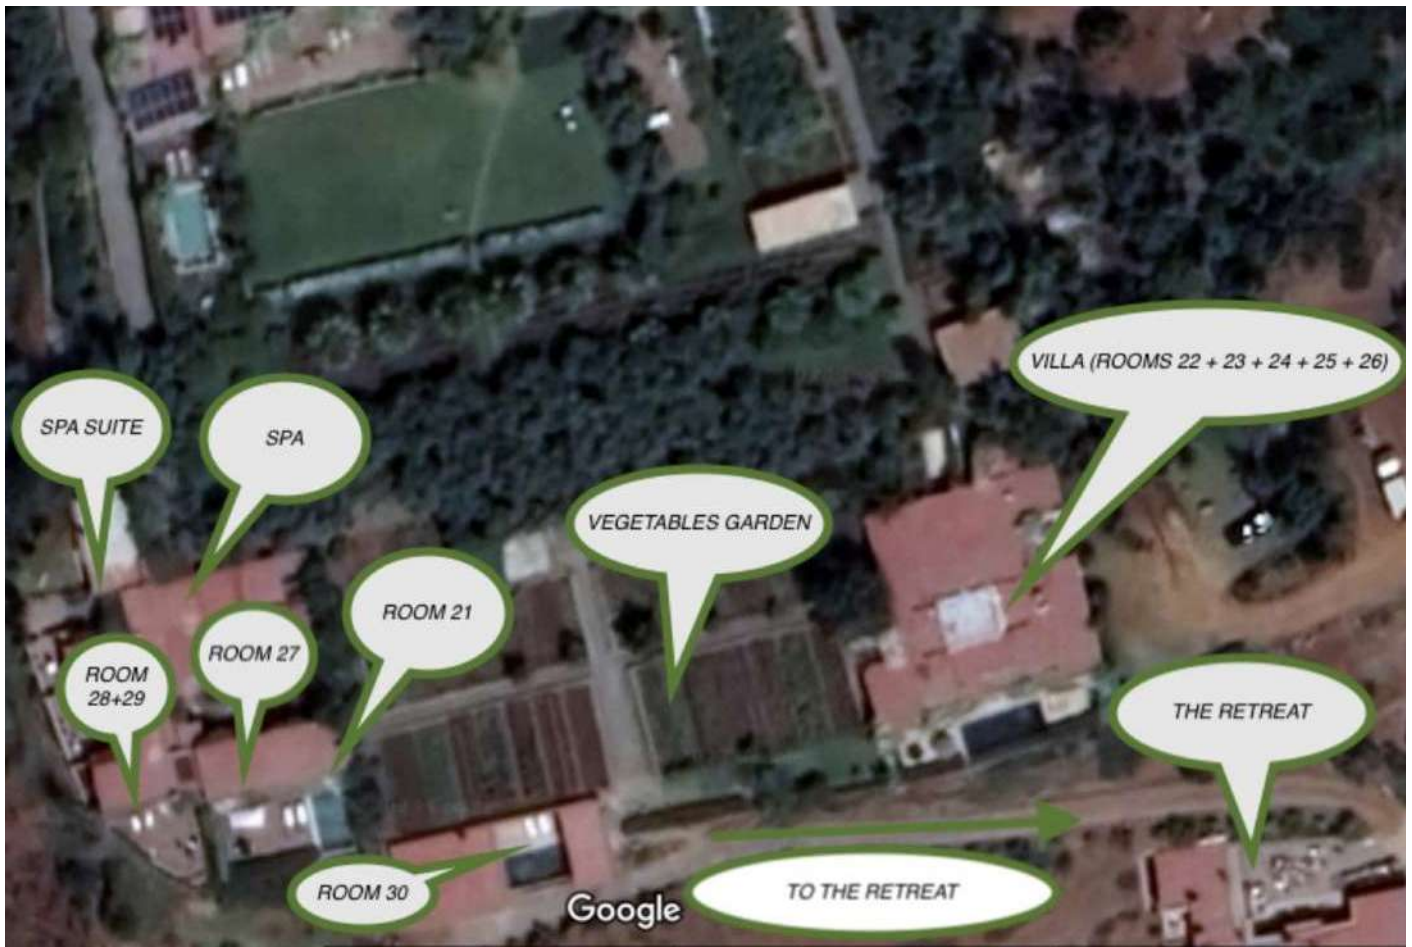 VILLA (ROOMS 22 + 23 + 24 + 25 + 26)
SPA SUITE
SPA
VEGETABLES GARDEN
ROOM 21
ROOM 27
ROOM
28+29
THE RETREAT
ROOM 30
TO THE RETREAT
Google